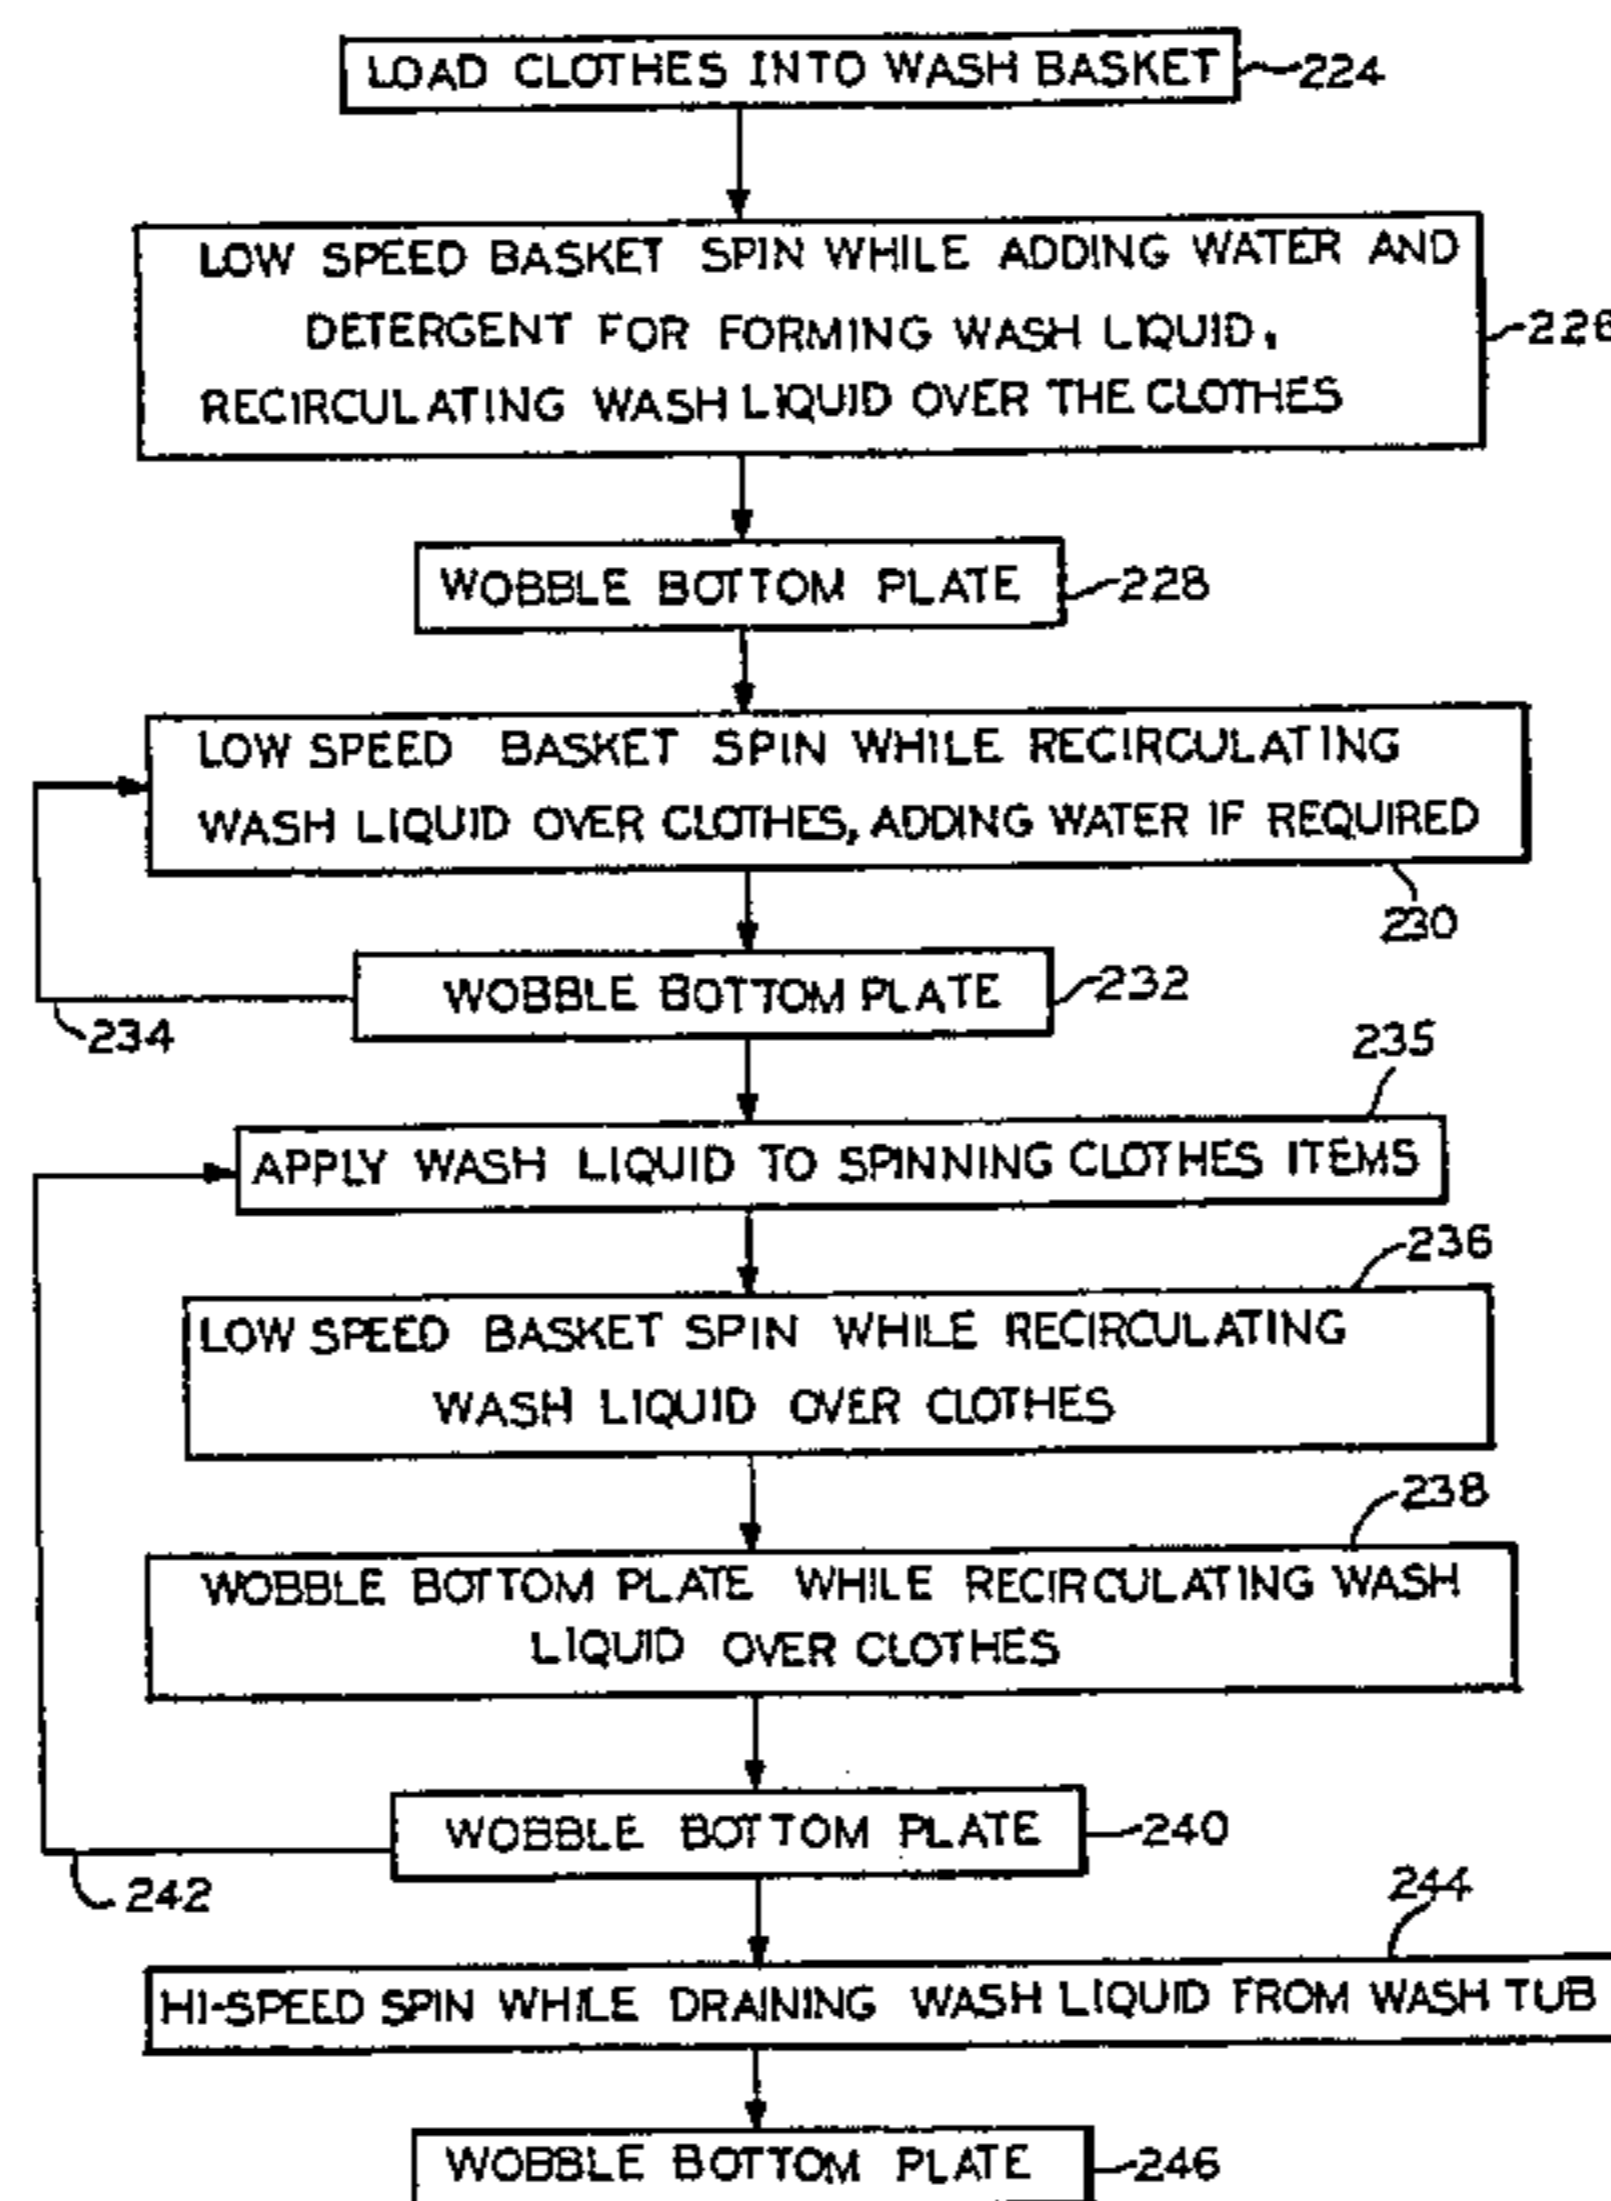 LOAD CLOTHES INTO WASH BASKET
224
LOW SPEED BASKET SPIN WHILE ADDING WATER AND
DETERGENT FOR FORMING WASH LIQUID,
RECIRCULATING WASH LIQUID OVER THE CLOTHES
226
WOBBLE BOTTOM PLATE
228
LOW SPEED BASKET SPIN WHILE RECIRCULATING
WASH LIQUID OVER CLOTHES, ADDING WATER IF REQUIRED
230
WOBBLE BOTTOM PLATE
232
234
235
APPLY WASH LIQUID TO SPINNING CLOTHES ITEMS
236
LOW SPEED BASKET SPIN WHILE RECIRCULATING
WASH LIQUID OVER CLOTHES
238
WOBBLE BOTTOM PLATE WHILE RECIRCULATING WASH
LIQUID OVER CLOTHES
WOBBLE BOTTOM PLATE
240
242
244
HI-SPEED SPIN WHILE DRAINING WASH LIQUID FROM WASH TUB
WOBBLE BOTTOM PLATE
246